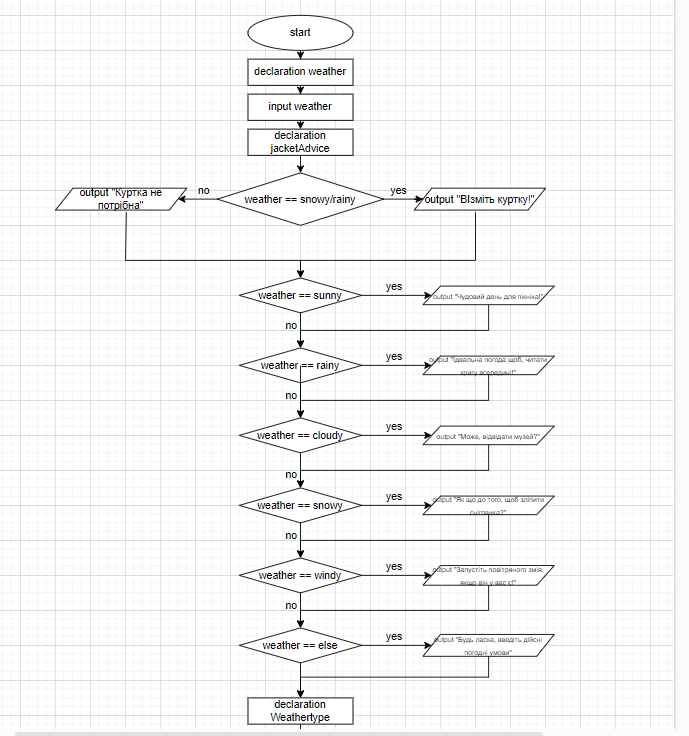 start
declaration weather
input weather
declaration
jacketAdvice
weather == snowy/rainy
no
yes
output "Куртка не
потрібна"
output "Візміть куртку!"
weather == sunny
yes
output "Чудовий день для пікніка!"
no
weather == rainy
yes
output "Ідеальна погода щоб, читати
книгу всередині!"
no
weather == cloudy
yes
output "Може, відвідати музей?"
no
weather == snowy
yes
output "Як що до того, щоб зліпити
сніговика?"
no
weather == windy
yes
output "Запустіть повітряного змія,
якщо він у вас є!"
no
weather == else
yes
output "Будь ласка, введіть дійсні
погодні умови"
declaration
Weathertype